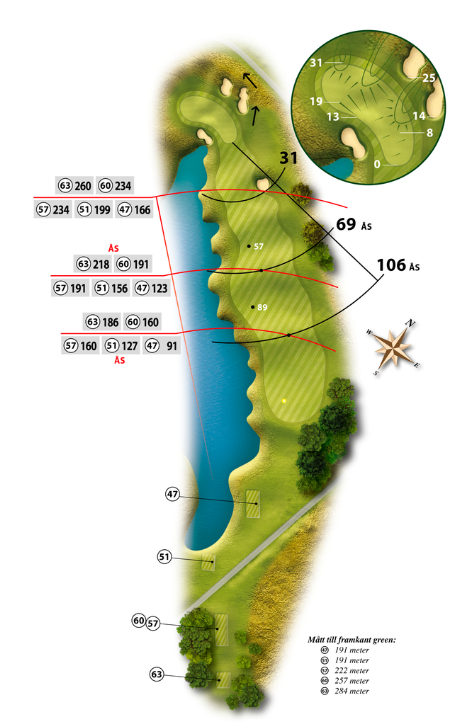 31
25
19
13
14
8
0
31
63 260 60 234
57 234 51 199 47 166
69 ÅS
ÅS
63 218 60 191
57 191 51 156 47 123
57
106 ÅS
89
63 186 60 160
57 160 51 127 47 91
ÅS
N
W
E
S
47
51
60 57
63
Mått till framkant green:
47 191 meter
191 meter
57 222 meter
60 257 meter
63 284 meter